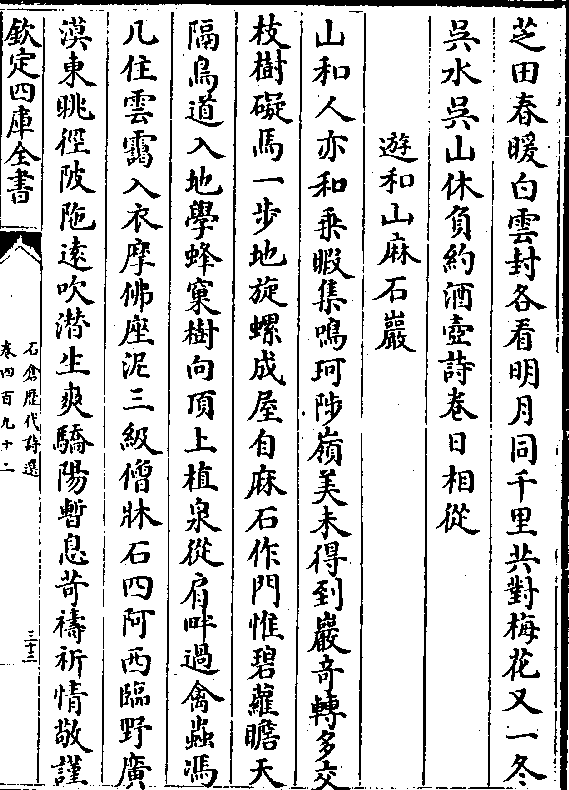 芝田春暖白雲封各看明月同千里共對梅花又一冬
吳水吳山休負約酒壺詩卷日相從
遊和山麻石巖
山和人亦和乗暇集鳴珂陟嶺美未得到巖竒轉多交
枝樹礙馬一步地旋螺成屋自麻石作門惟碧蘿瞻天
隔鳥道入地學蜂窠樹向頂上植泉從肩畔過禽蟲馮
几住雲靄入衣摩佛座泥三級僧牀石四阿西臨野廣
漠東眺徑陂陁逺吹潜生爽驕陽暫息苛禱祈情敬謹
欽定四庫全書
石倉歴代詩選
卷四百九十二
三十三